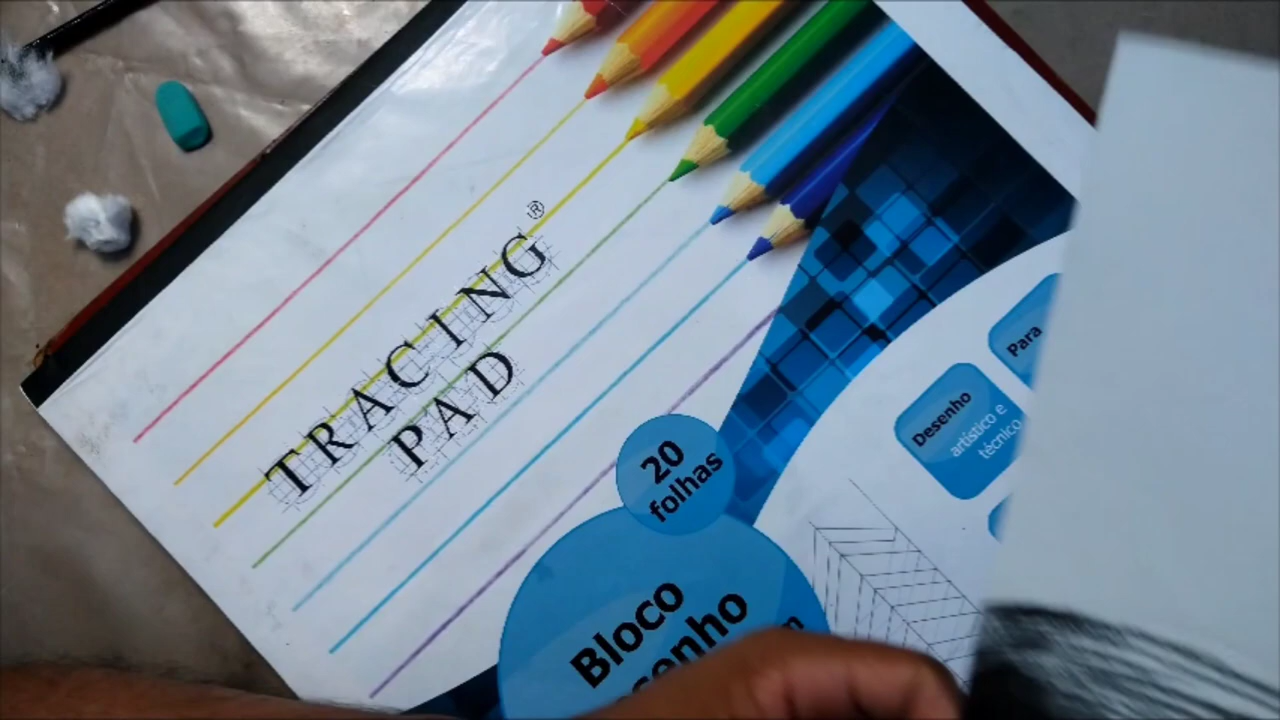 TRACING®
PAD
20
folhas
Bloco
Desenho
artístico e
técnico
Para